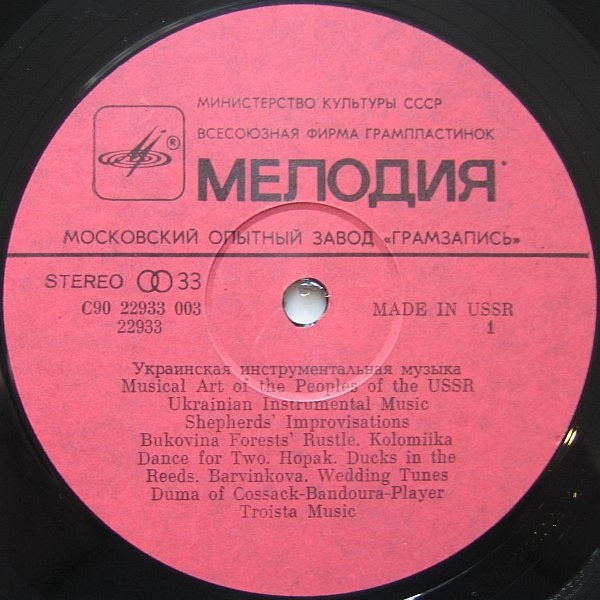 МИНИСТЕРСТВО КУЛЬТУРЫ СССР
ВСЕСОЮЗНАЯ ФИРМА ГРАМПЛАСТИНОК
®
МЕЛОДИЯ
МОСКОВСКИЙ ОПЫТНЫЙ ЗАВОД «ГРАМЗАПИСЬ»
STEREO 33
С90 22933 003
22933
MADE IN USSR
1
Украинская инструментальная музыка
Musical Art of the Peoples of the USSR
Ukrainian Instrumental Music
Shepherds' Improvisations
Bukovina Forests' Rustle. Kolomiika
Dance for Two. Hopak. Ducks in the
Reeds. Barvinkova. Wedding Tunes
Duma of Cossack-Bandoura-Player
Troista Music